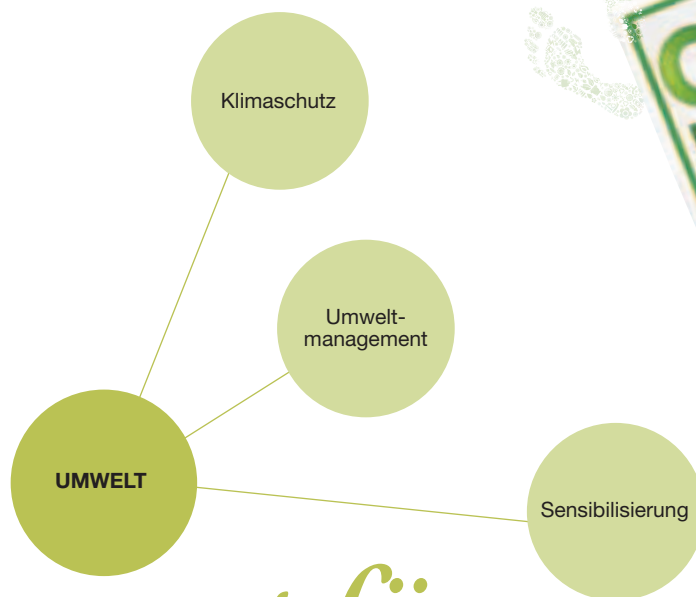 Klimaschutz
Umwelt-
management
UMWELT
Sensibilisierung